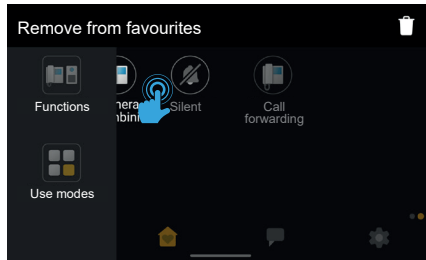 Remove from favourites
Functions
Silent
Call
forwarding
Use modes